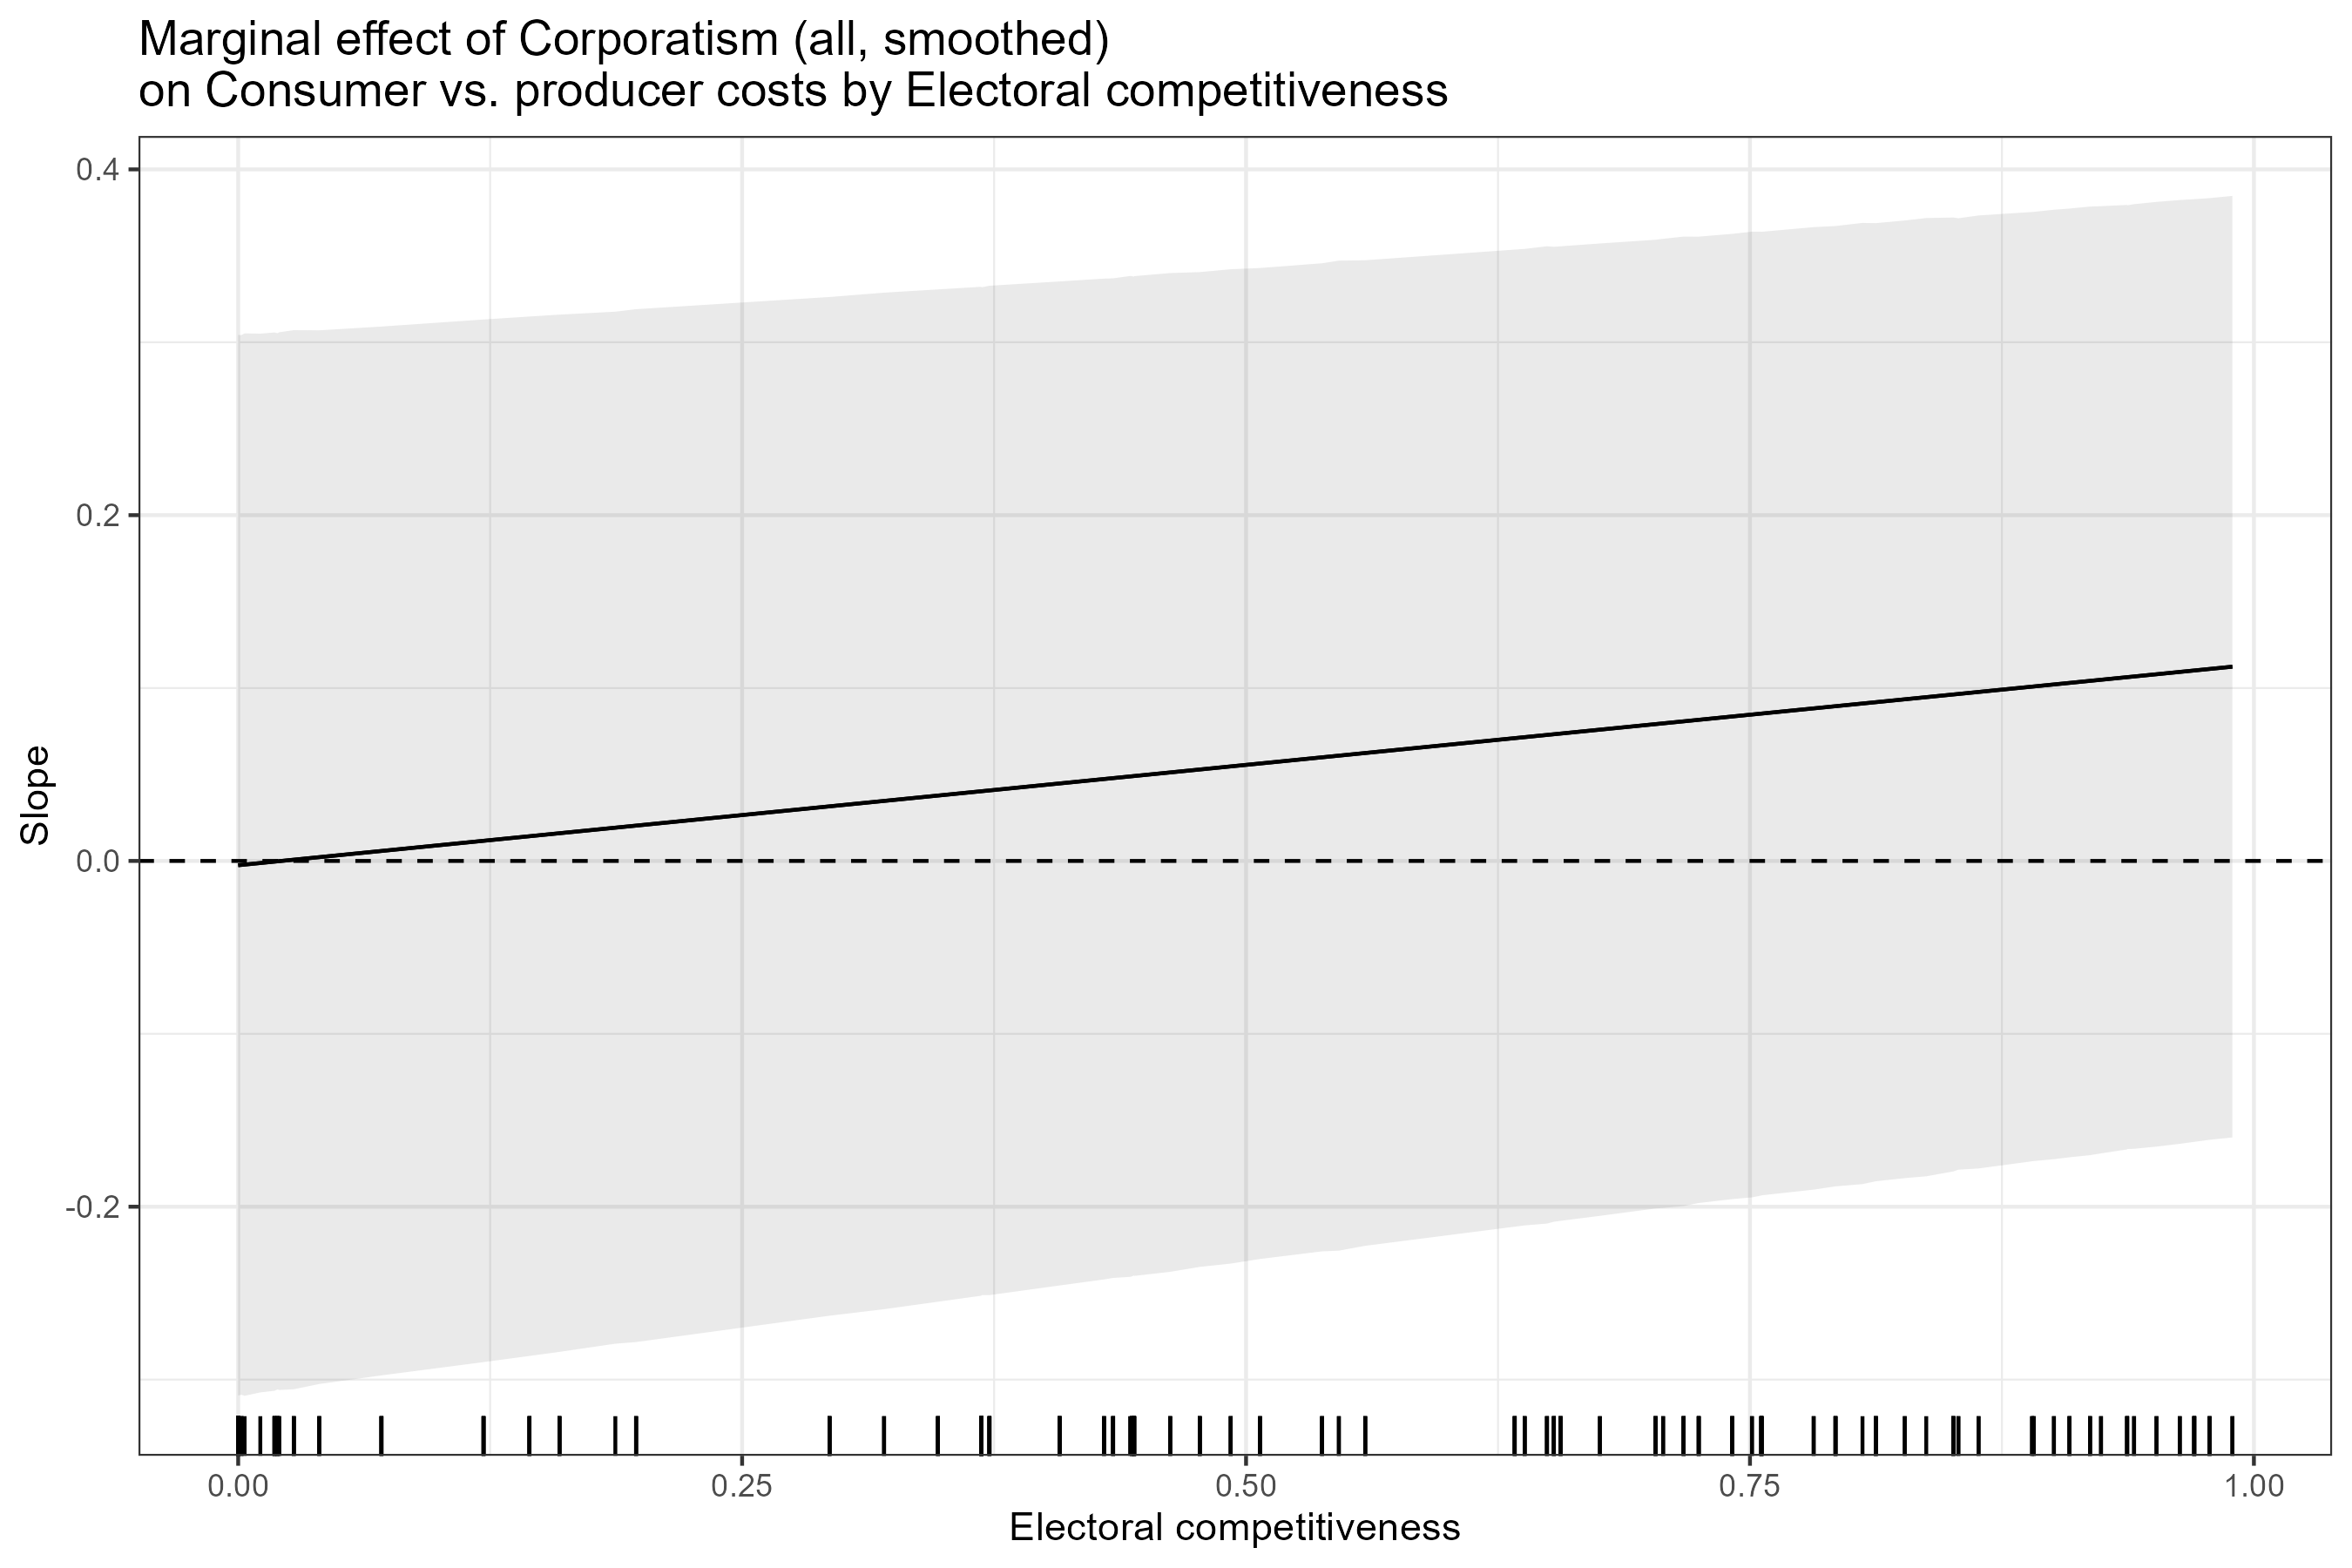 Marginal effect of Corporatism (all, smoothed)
on Consumer vs. producer costs by Electoral competitiveness
0.4
0.2
0.0
-0.2
Slope
0.00
0.25
0.50
0.75
1.00
Electoral competitiveness